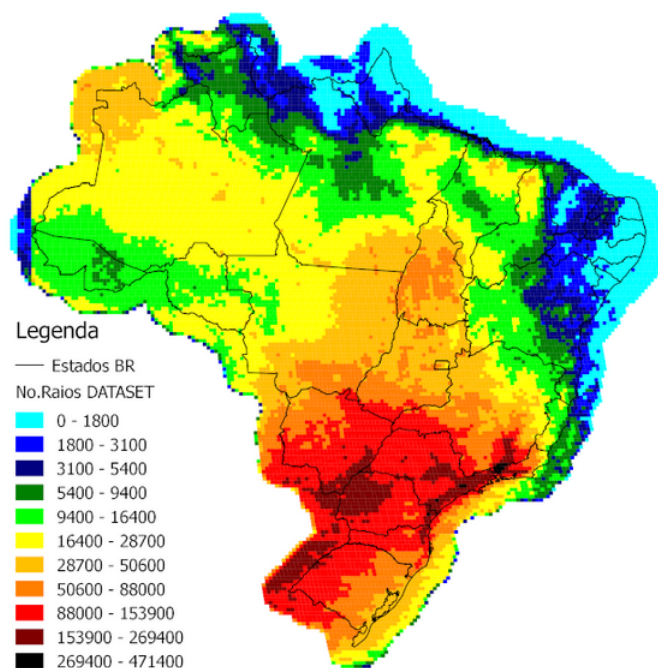 Legenda
Estados BR
No.Raios DATASET
0 - 1800
1800 - 3100
3100 - 5400
5400 - 9400
9400 - 16400
16400 - 28700
28700 - 50600
50600 - 88000
88000 - 153900
153900 - 269400
269400 - 471400